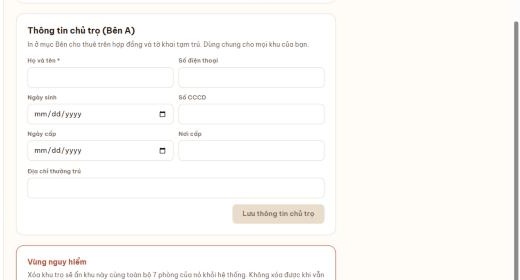 Thông tin chủ trọ (Bên A)
In ở mục Bên cho thuê trên hợp đồng và tờ khai tạm trú. Dùng chung cho mọi khu của bạn.
Họ và tên *
Số điện thoại
Ngày sinh
Số CCCD
mm/dd/yyyy
Ngày cấp
Nơi cấp
mm/dd/yyyy
Địa chỉ thường trú
Lưu thông tin chủ trọ
Vùng nguy hiểm
Xóa khu trọ sẽ ẩn khu này cùng toàn bộ 7 phòng của nó khỏi hệ thống. Không xóa được khi vẫn